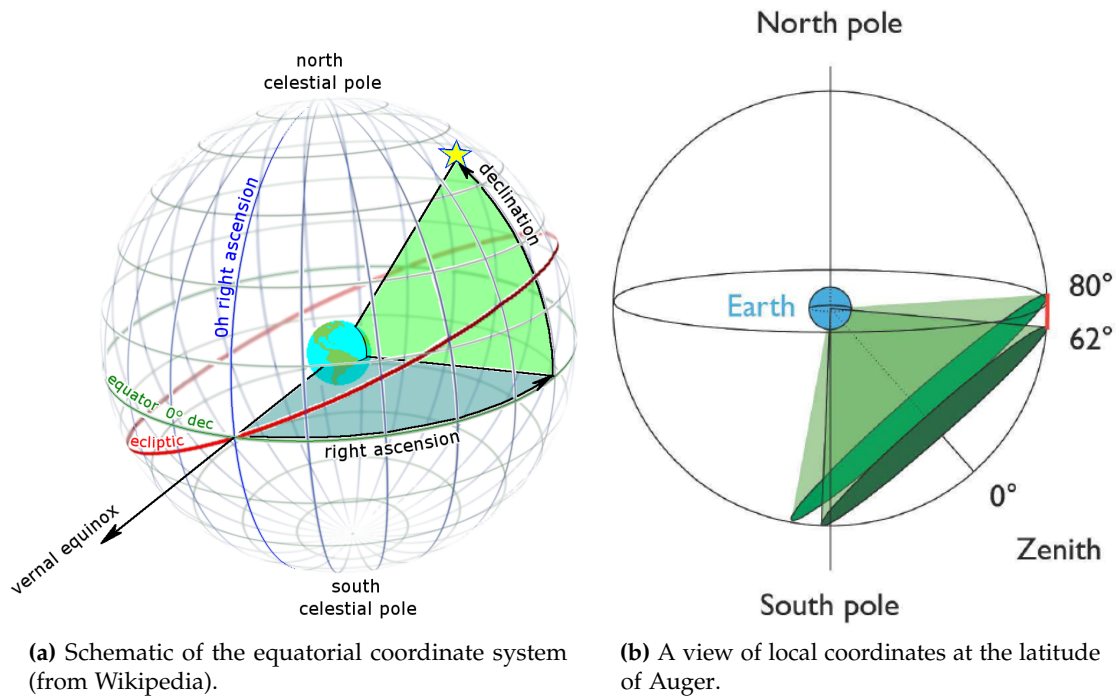 north
celestial pole
0h right ascension
declination
equator 0° dec
ecliptic
right ascension
vernal equinox
south
celestial pole
(a) Schematic of the equatorial coordinate system
(from Wikipedia).
North pole
Earth
80°
62°
0°
Zenith
South pole
(b) A view of local coordinates at the latitude
of Auger.